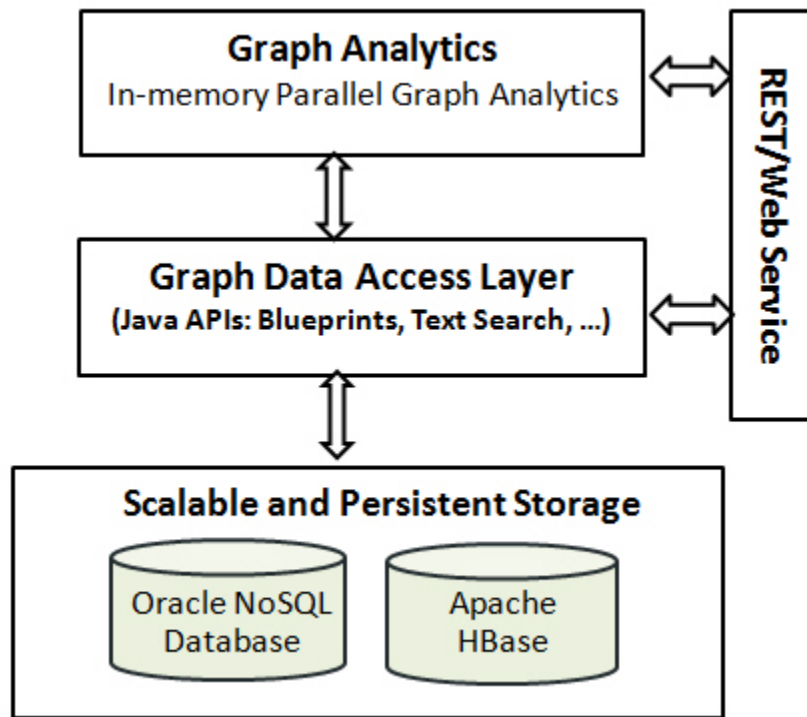 Graph Analytics
In-memory Parallel Graph Analytics
REST/Web Service
Graph Data Access Layer
(Java APIs: Blueprints, Text Search, ...)
Scalable and Persistent Storage
Oracle NoSQL
Database
Apache
HBase